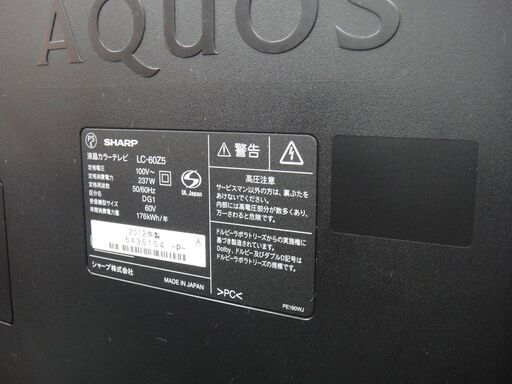 AQUOS
PS E SHARP
液晶カラーテレビ LC-60Z5
定格電圧 100V~
定格消費電力 237W
定格周波数 50/60Hz
受信機型サイズ DG1
60V
年間消費電力量 176kWh/年
UL Japan
2012年製
5436104 -D- A
シャープ株式会社
MADE IN JAPAN
警告
高圧注意
サービスマン以外の方は、裏ぶたを
あけないでください。
内部には高電圧部分が数多くあり、
万一さわると危険です。
ドルビーラボラトリーズからの実施権に
基づき製造されています。
Dolby、ドルビー及びダブルD記号は
ドルビーラボラトリーズの商標です。
>PC<
PE190WJ